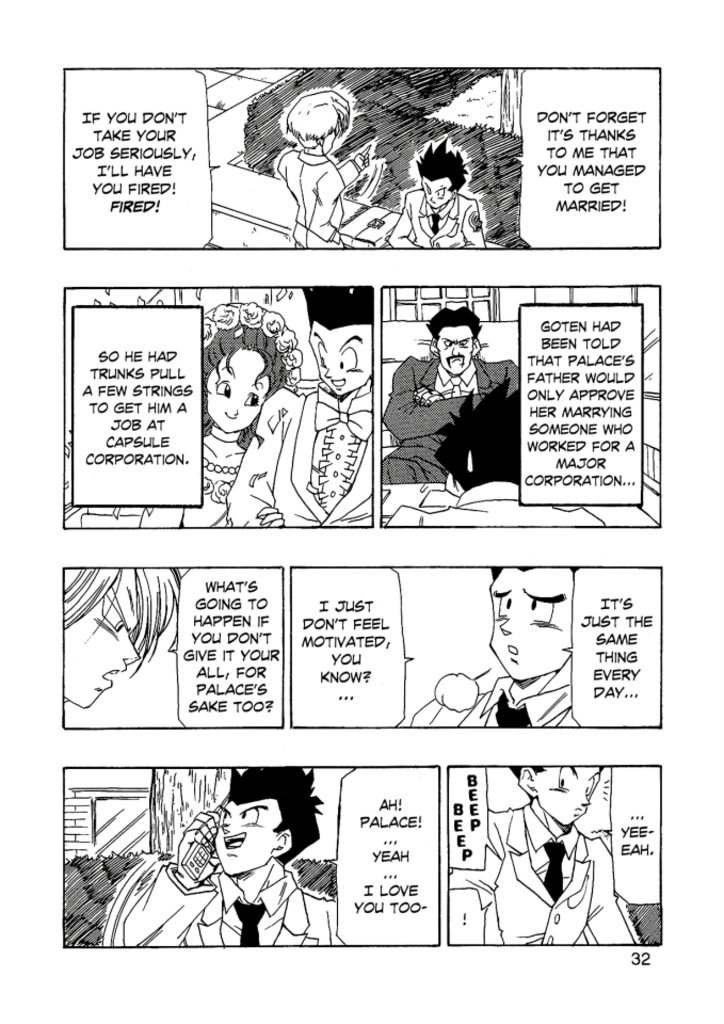 DON'T FORGET
IT'S THANKS
TO ME THAT
YOU MANAGED
TO GET
MARRIED!
IF YOU DON'T
TAKE YOUR
JOB SERIOUSLY,
I'LL HAVE
YOU FIRED!
FIRED!
GOTEN HAD
BEEN TOLD
THAT PALACE'S
FATHER WOULD
ONLY APPROVE
HER MARRYING
SOMEONE WHO
WORKED FOR A
MAJOR
CORPORATION...
SO HE HAD
TRUNKS PULL
A FEW STRINGS
TO GET HIM A
JOB AT
CAPSULE
CORPORATION.
IT'S
JUST THE
SAME
THING
EVERY
DAY...
I JUST
DON'T FEEL
MOTIVATED,
YOU
KNOW?
...
WHAT'S
GOING TO
HAPPEN IF
YOU DON'T
GIVE IT YOUR
ALL, FOR
PALACE'S
SAKE TOO?
...
YEE-
EAH.
BEEP
BEEP
!
AH!
PALACE!
...
YEAH
...
I LOVE
YOU TOO-
32